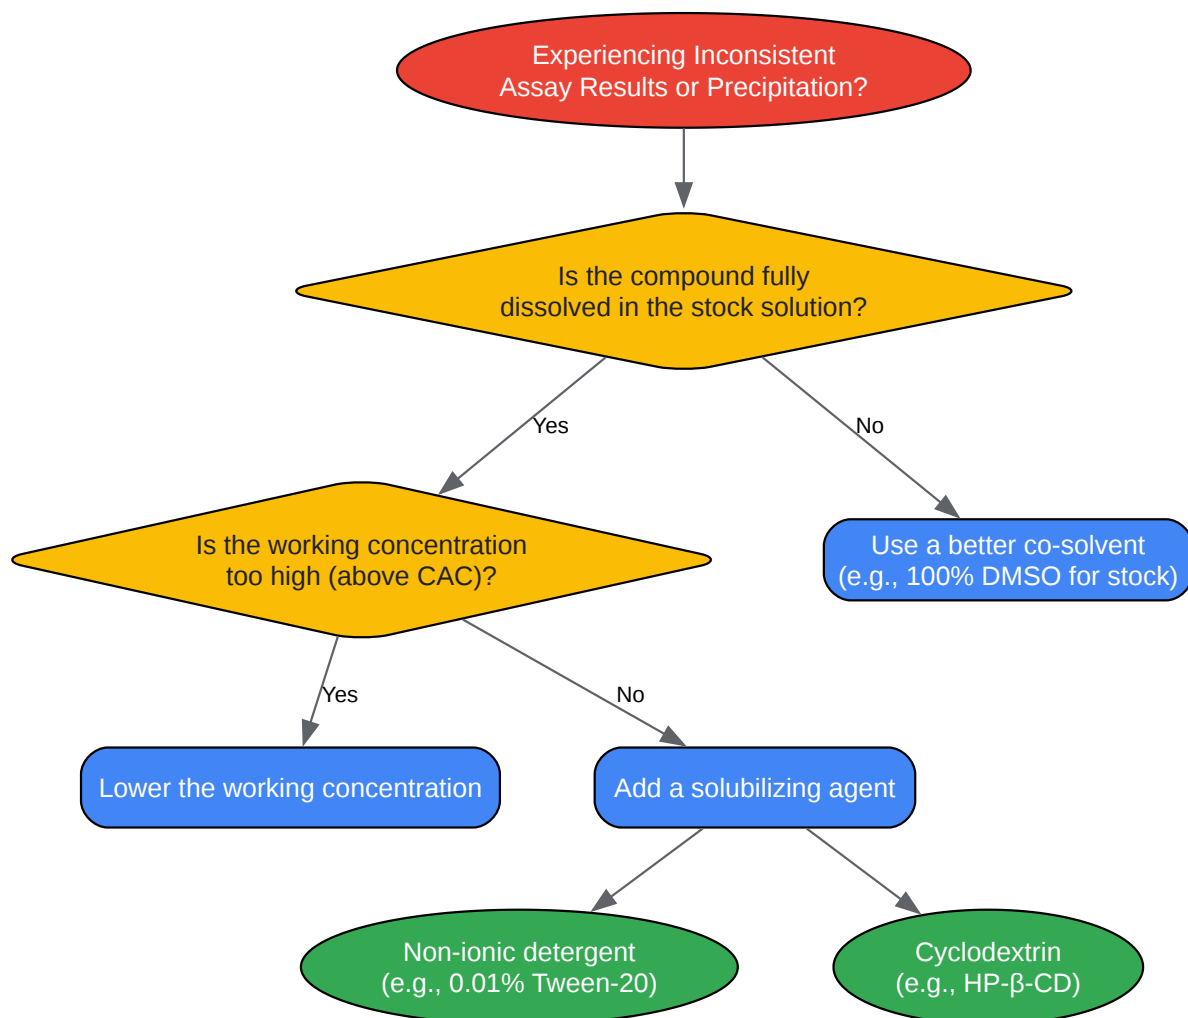 Experiencing Inconsistent
Assay Results or Precipitation?
Is the compound fully
dissolved in the stock solution?
Yes
No
Is the working concentration
too high (above CAC)?
Use a better co-solvent
(e.g., 100% DMSO for stock)
Yes
No
Lower the working concentration
Add a solubilizing agent
Non-ionic detergent
(e.g., 0.01% Tween-20)
Cyclodextrin
(e.g., HP-β-CD)